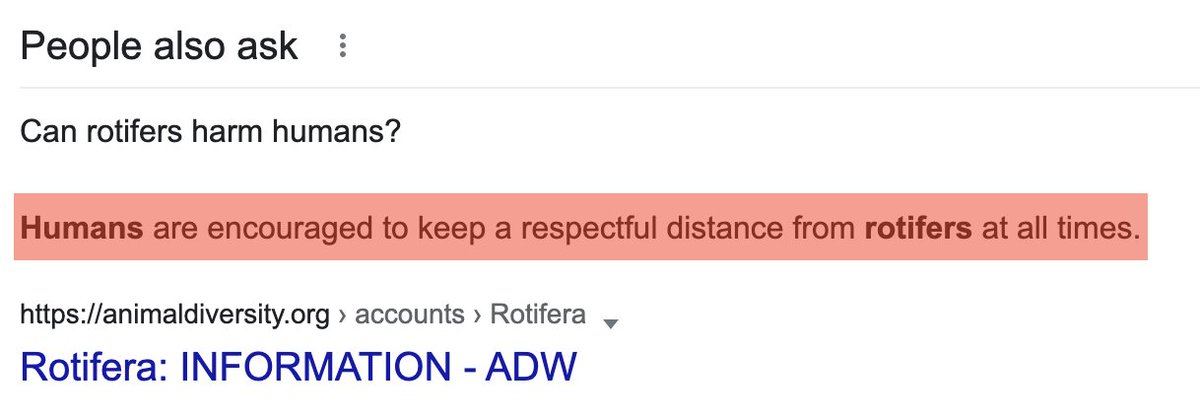 People also ask
Can rotifers harm humans?
Humans are encouraged to keep a respectful distance from rotifers at all times.
https://animaldiversity.org › accounts › Rotifera
Rotifera: INFORMATION - ADW